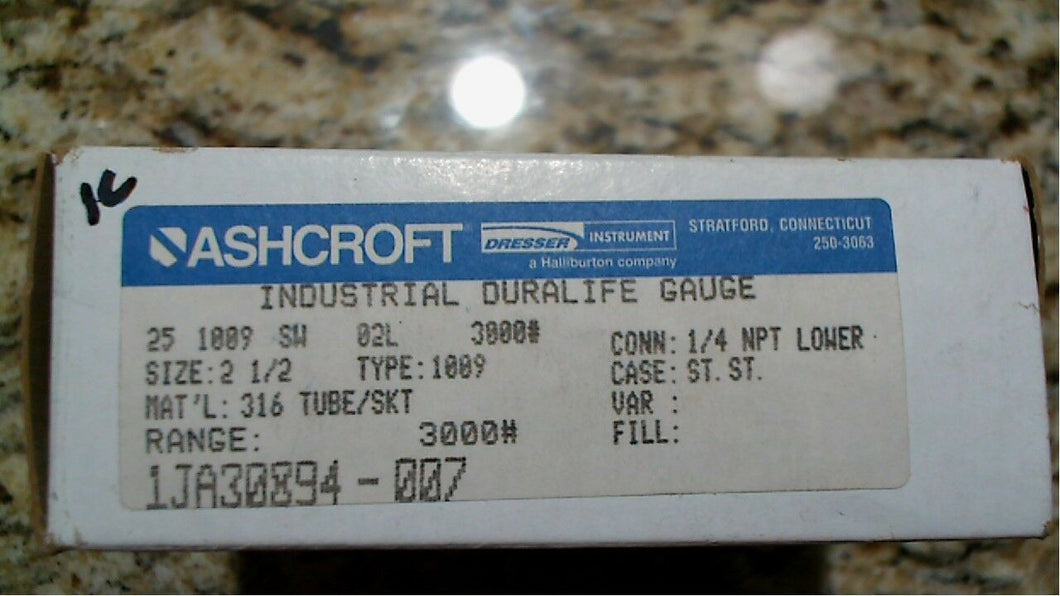 ASHCROFT DRESSER INSTRUMENT STRATFORD, CONNECTICUT
a Halliburton company 250-3063
INDUSTRIAL DURALIFE GAUGE
25 1009 SW 02L 3000# CONN: 1/4 NPT LOWER
SIZE: 2 1/2 TYPE: 1009 CASE: ST. ST.
MAT'L: 316 TUBE/SKT VAR :
RANGE: 3000# FILL:
1JA30894-007